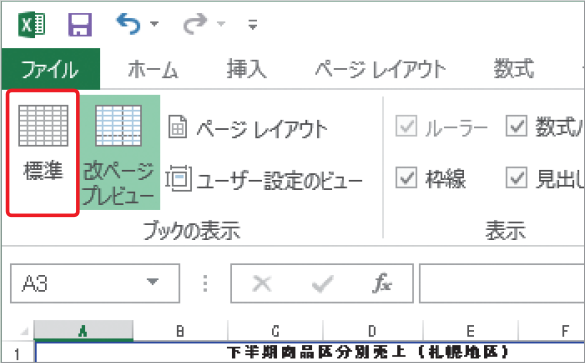 ファイル ホーム 挿入 ページ レイアウト 数式
標準 改ページ プレビュー ページ レイアウト ユーザー設定のビュー
ルーラー 数式バ
枠線 見出し
ブックの表示 表示
A3 fx
A B C D E F
1 下半期商品区分別売上（札幌地区）